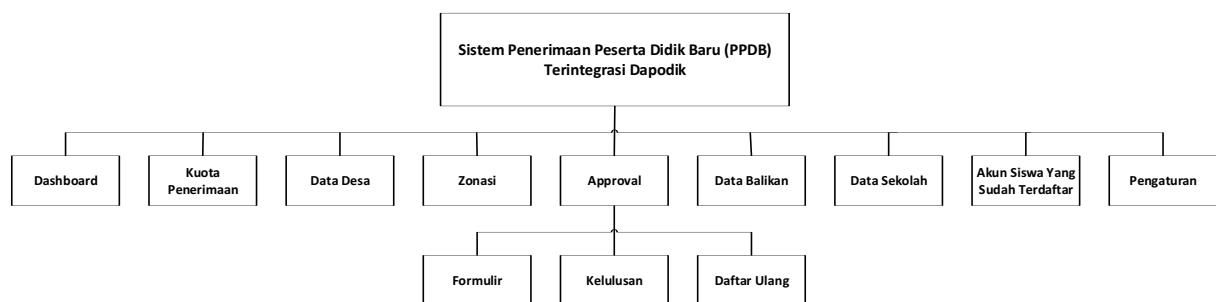 Sistem Penerimaan Peserta Didik Baru (PPDB)
Terintegrasi Dapodik
Dashboard
Kuota
Penerimaan
Data Desa
Zonasi
Approval
Data Balikan
Data Sekolah
Akun Siswa Yang
Sudah Terdaftar
Pengaturan
Formulir
Kelulusan
Daftar Ulang